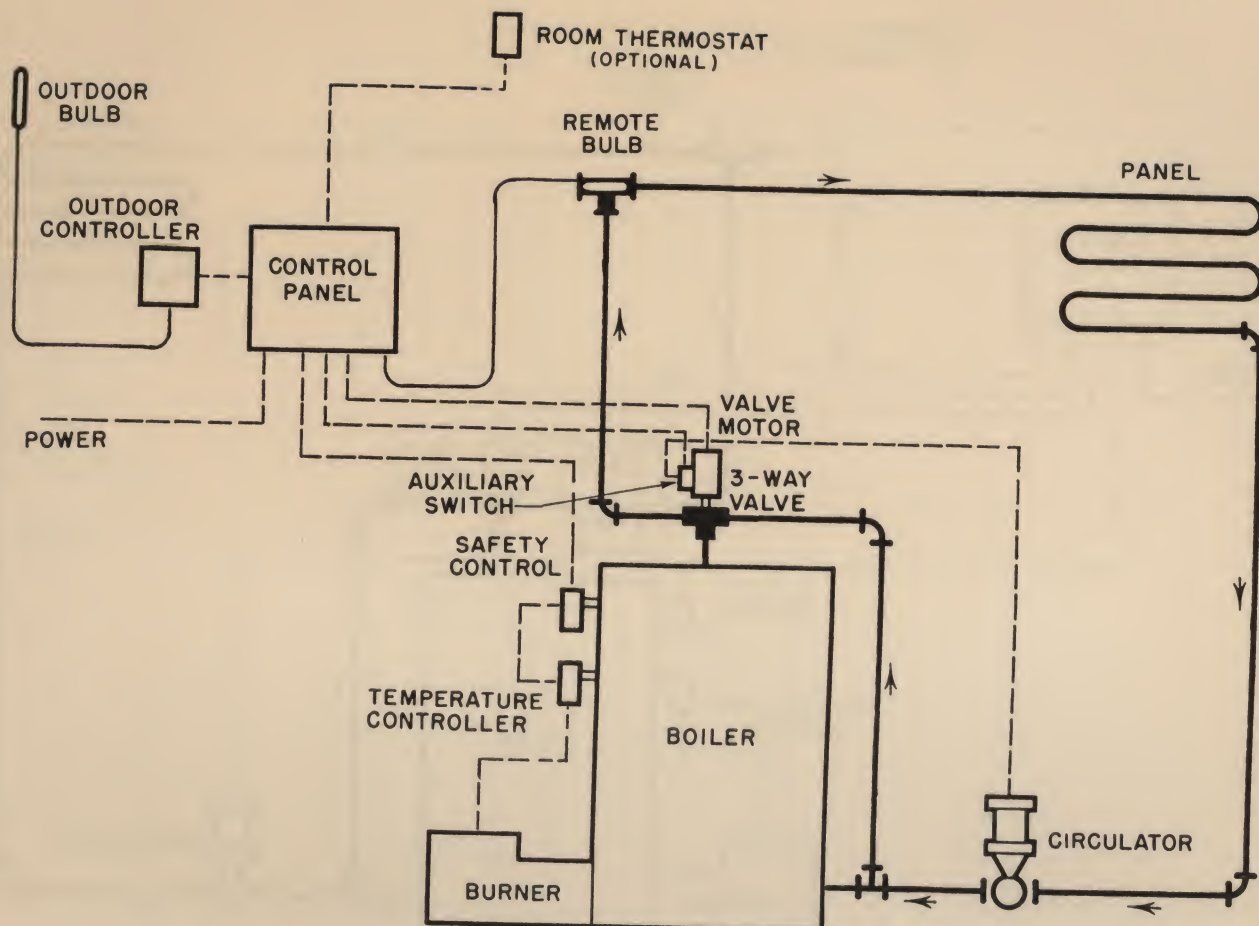 ROOM THERMOSTAT
(OPTIONAL)
OUTDOOR
BULB
REMOTE
BULB
PANEL
OUTDOOR
CONTROLLER
CONTROL
PANEL
POWER
VALVE
MOTOR
AUXILIARY
SWITCH
3-WAY
VALVE
SAFETY
CONTROL
TEMPERATURE
CONTROLLER
BOILER
CIRCULATOR
BURNER